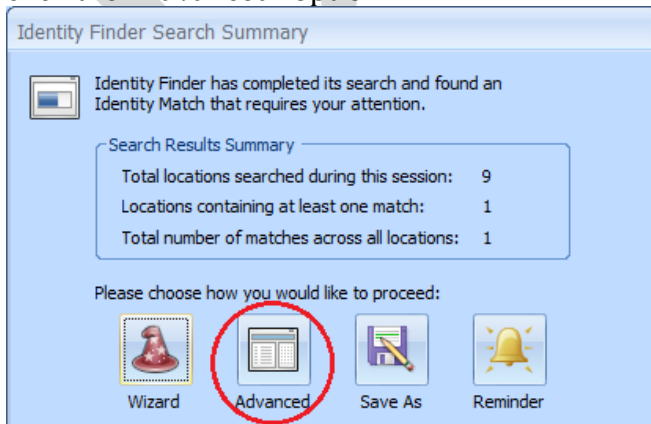 Identity Finder Search Summary
Identity Finder has completed its search and found an
Identity Match that requires your attention.
Search Results Summary
Total locations searched during this session: 9
Locations containing at least one match: 1
Total number of matches across all locations: 1
Please choose how you would like to proceed:
Wizard Advanced Save As Reminder